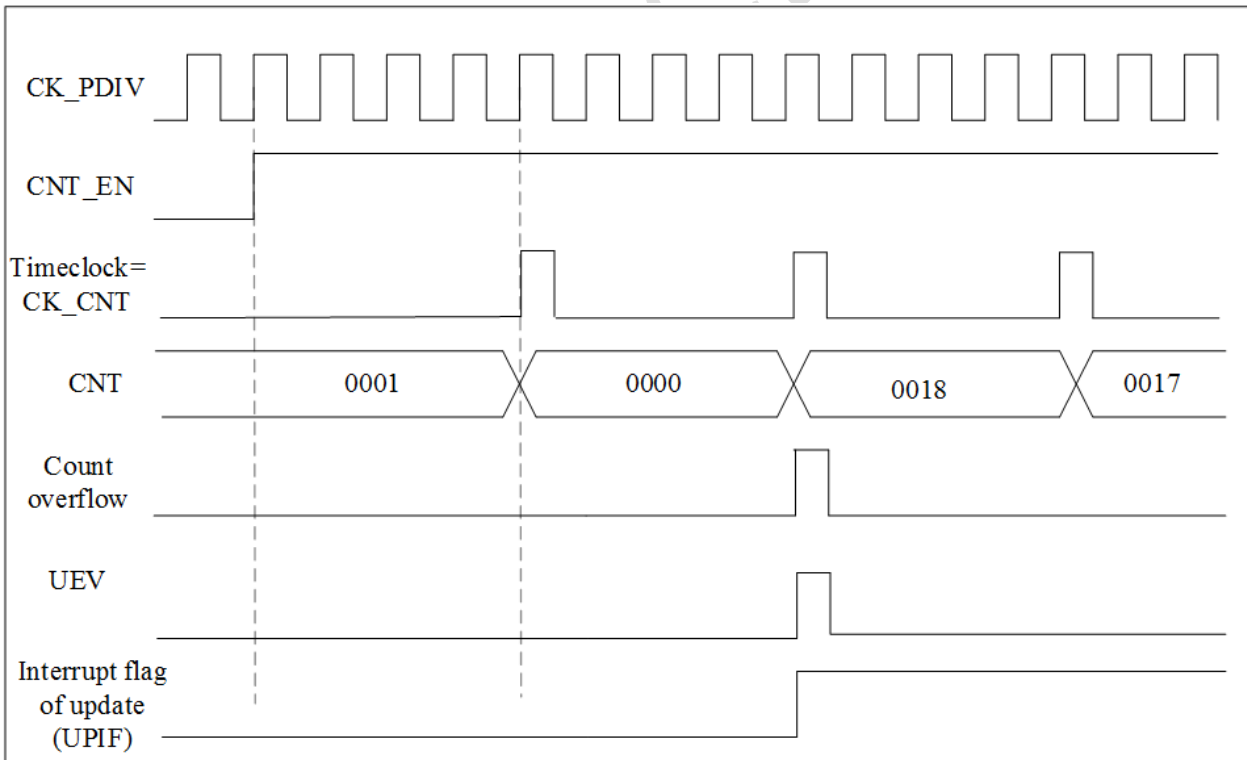 CK_PDIV
CNT_EN
Timeclock=
CK_CNT
CNT
0001
0000
0018
0017
Count
overflow
UEV
Interrupt flag
of update
(UPIF)